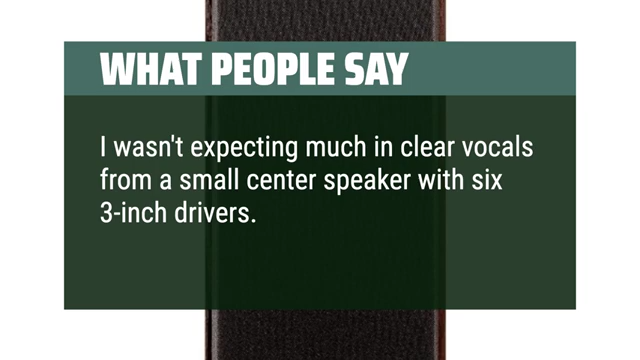 WHAT PEOPLE SAY
I wasn't expecting much in clear vocals
from a small center speaker with six
3-inch drivers.